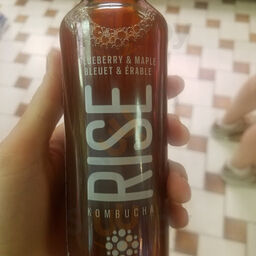 BLUEBERRY & MAPLE
BLEUET & ÉRABLE
RISE
KOMBUCHA